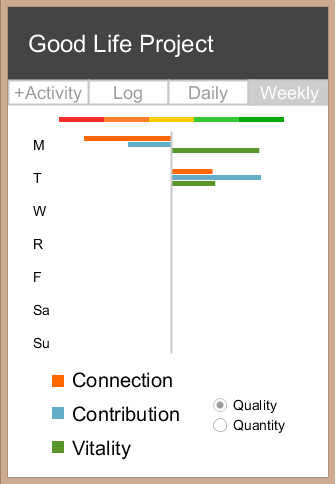 Good Life Project
+Activity Log Daily Weekly
M
T
W
R
F
Sa
Su
Connection
Contribution
Vitality
Quality
Quantity